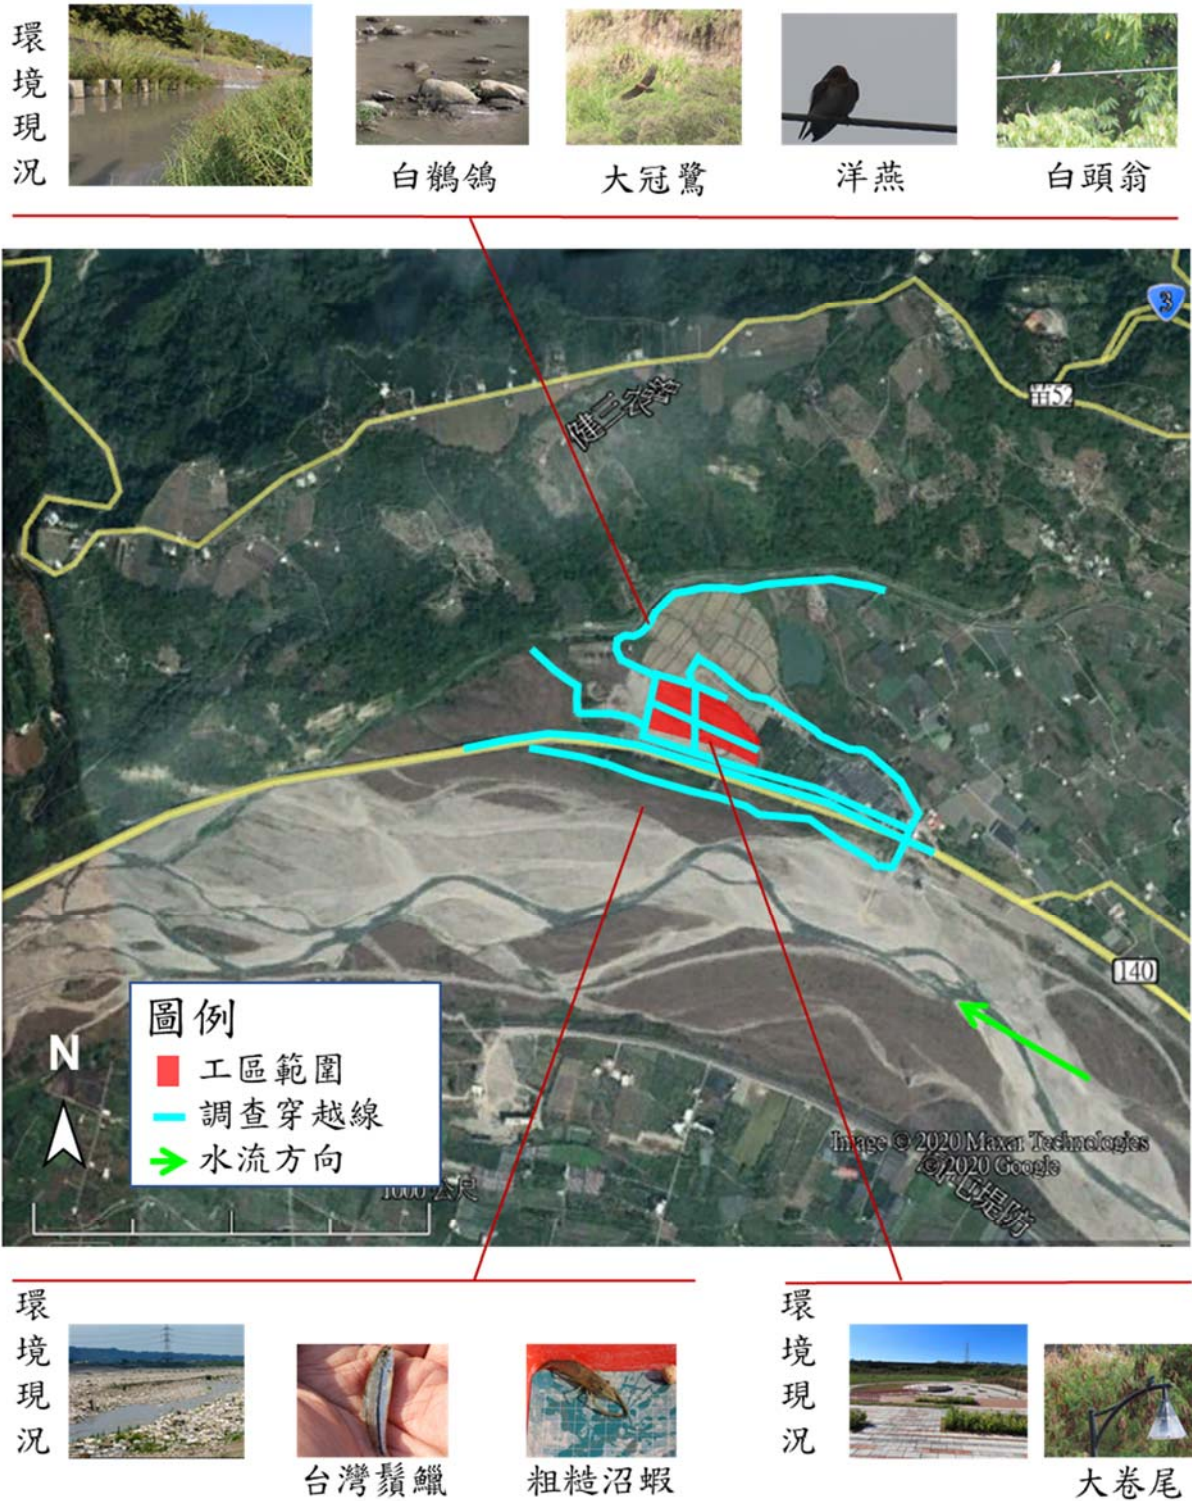 環境現況
白鶺鴒
大冠鷲
洋燕
白頭翁
3
苗52
140
圖例
工區範圍
調查穿越線
水流方向
N
1000 公尺
Image © 2020 Maxar Technologies
© 2020 Google
環境現況
台灣鬚鱲
粗糙沼蝦
環境現況
大卷尾